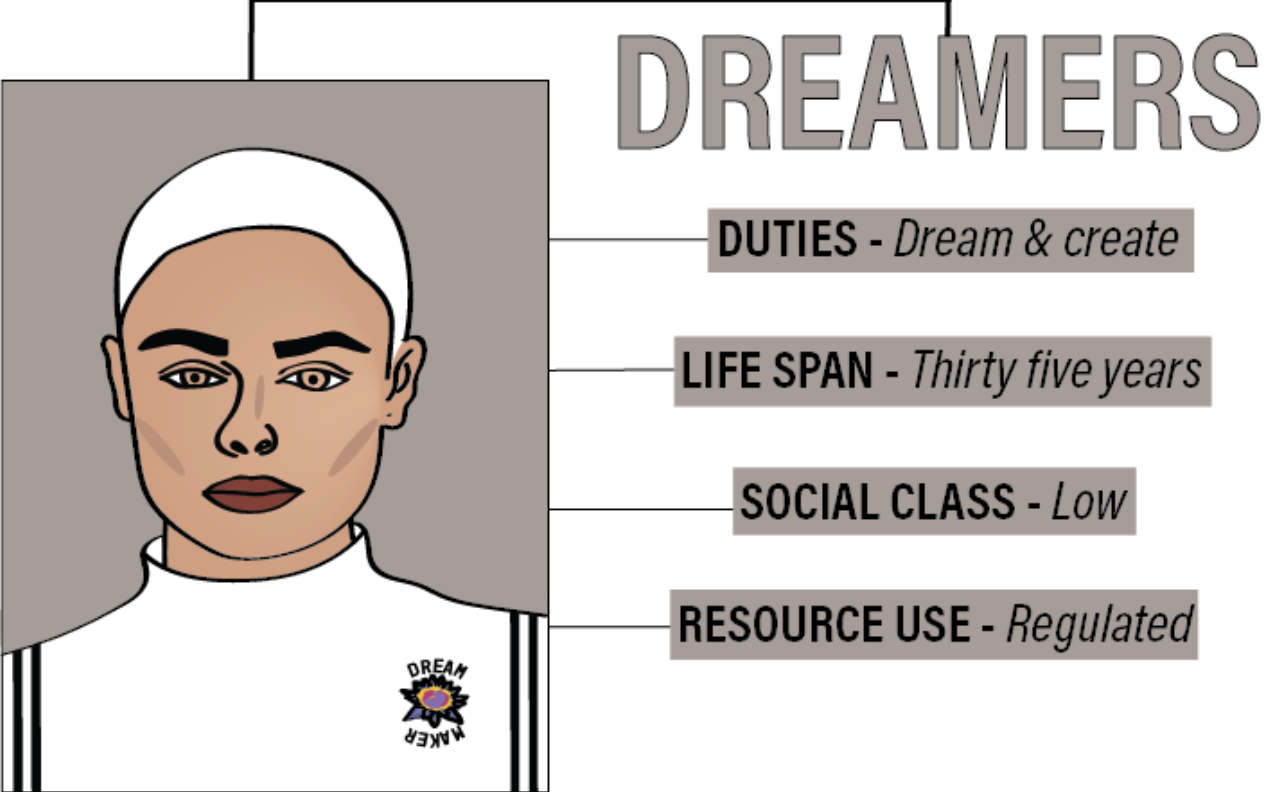 DREAMERS
DUTIES - Dream & create
LIFE SPAN - Thirty five years
SOCIAL CLASS - Low
RESOURCE USE - Regulated
DREAM
MAKER